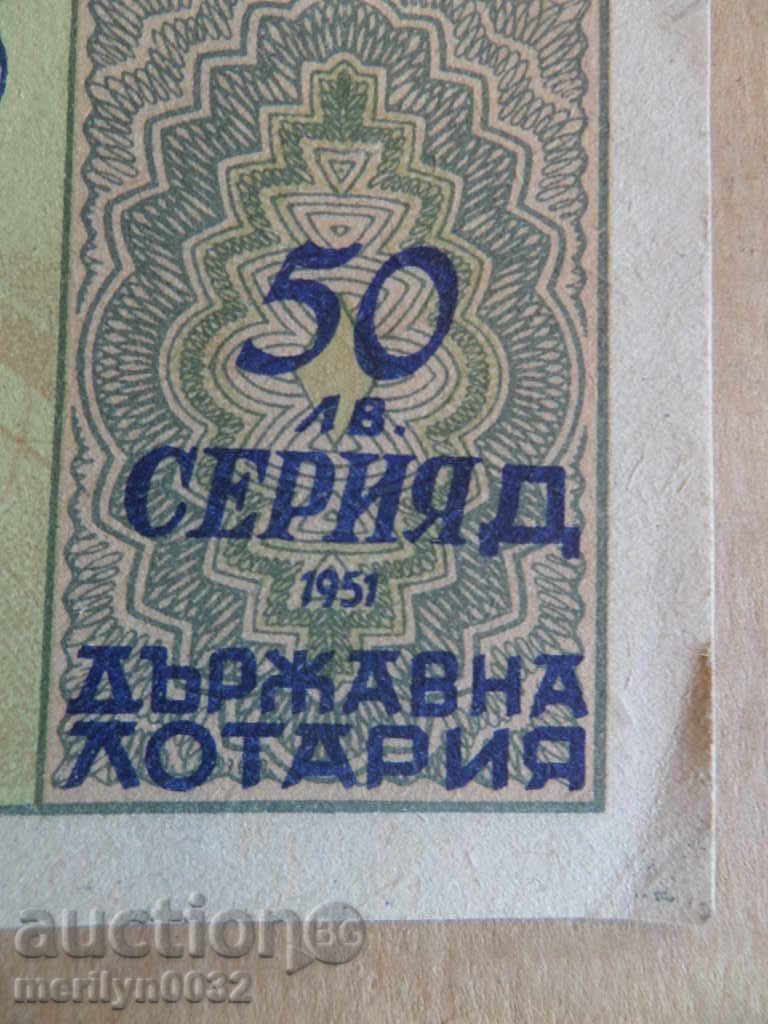 50
лв.
СЕРИЯ Д
1951
ДЪРЖАВНА
ЛОТАРИЯ
auction BG
merilyn0032